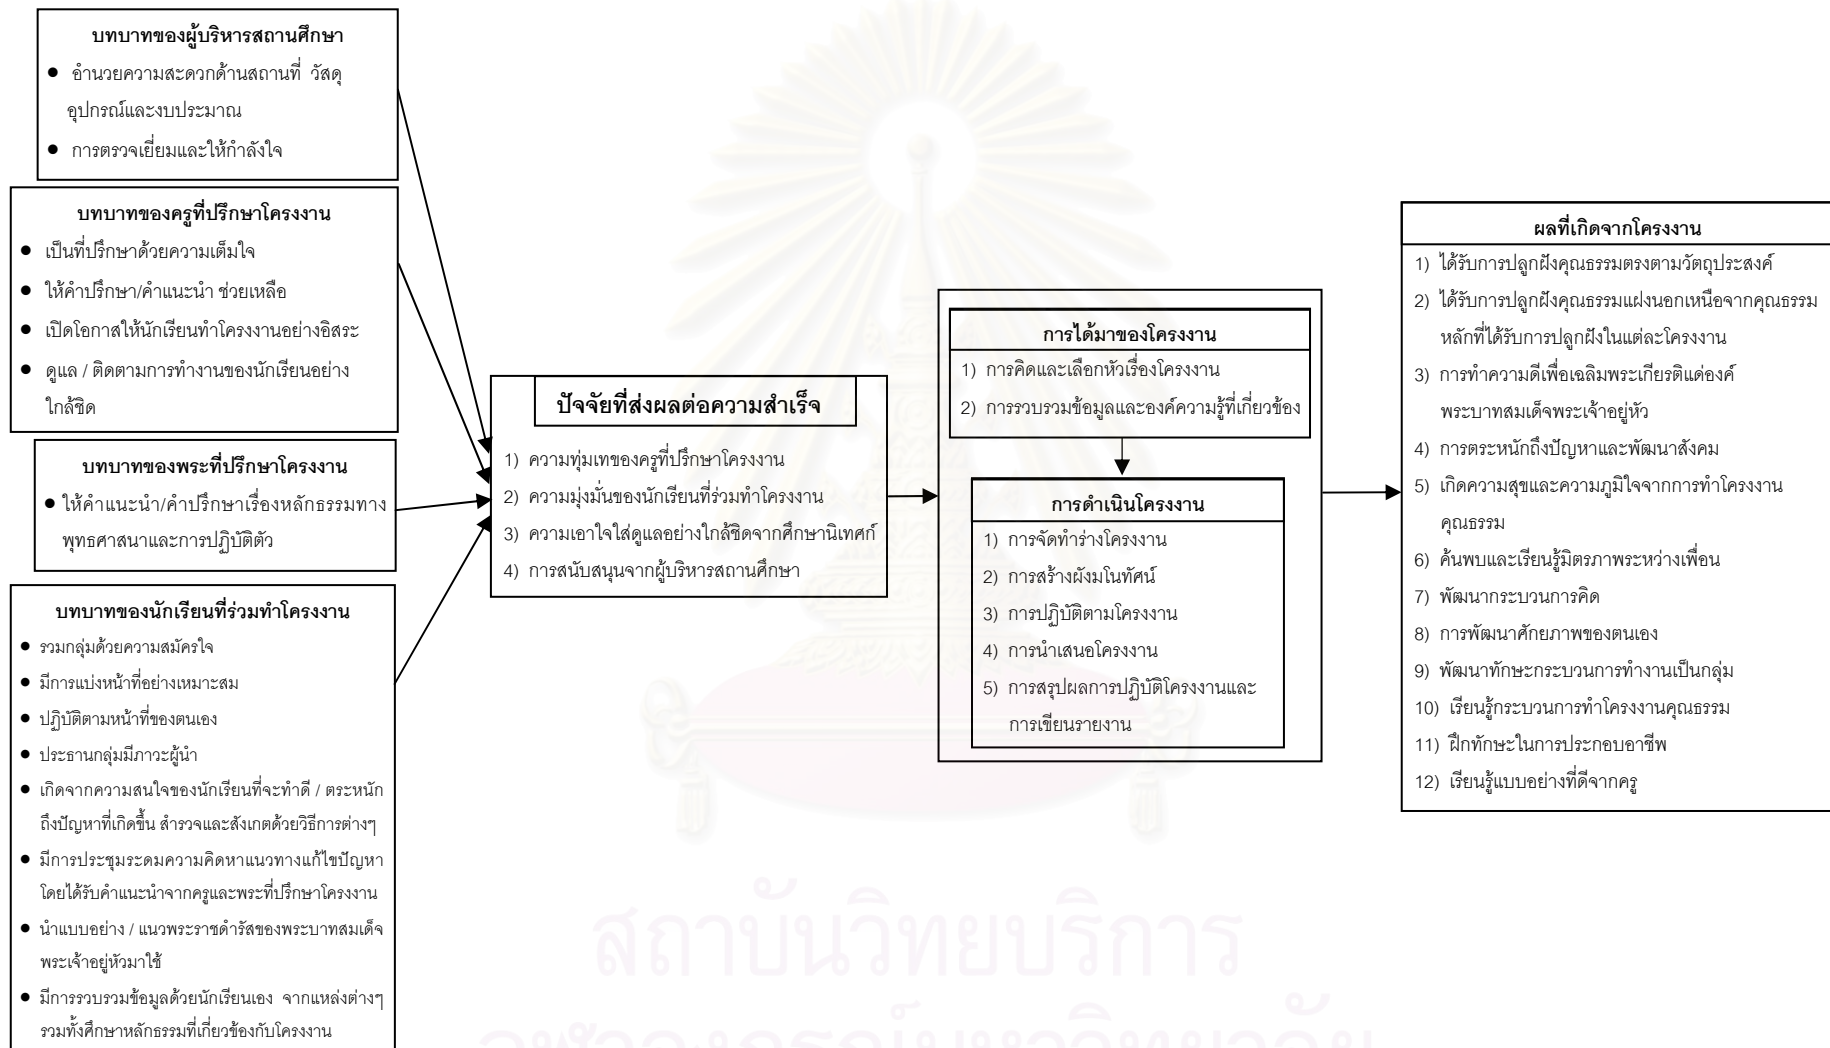 บทบาทของผู้บริหารสถานศึกษา
● อำนวยความสะดวกด้านสถานที่ วัสดุ
อุปกรณ์และงบประมาณ
● การตรวจเยี่ยมและให้กำลังใจ
บทบาทของครูที่ปรึกษาโครงงาน
● เป็นที่ปรึกษาด้วยความเต็มใจ
● ให้คำปรึกษา/คำแนะนำ ช่วยเหลือ
● เปิดโอกาสให้นักเรียนทำโครงงานอย่างอิสระ
● ดูแล / ติดตามการทำงานของนักเรียนอย่าง
ใกล้ชิด
บทบาทของพระที่ปรึกษาโครงงาน
● ให้คำแนะนำ/คำปรึกษาเรื่องหลักธรรมทาง
พุทธศาสนาและการปฏิบัติตัว
บทบาทของนักเรียนที่ร่วมทำโครงงาน
● รวมกลุ่มด้วยความสมัครใจ
● มีการแบ่งหน้าที่อย่างเหมาะสม
● ปฏิบัติตามหน้าที่ของตนเอง
● ประธานกลุ่มมีภาวะผู้นำ
● เกิดจากความสนใจของนักเรียนที่จะทำดี / ตระหนัก
ถึงปัญหาที่เกิดขึ้น สำรวจและสังเกตด้วยวิธีการต่างๆ
● มีการประชุมระดมความคิดหาแนวทางแก้ไขปัญหา
โดยได้รับคำแนะนำจากครูและพระที่ปรึกษาโครงงาน
● นำแบบอย่าง / แนวพระราชดำรัสของพระบาทสมเด็จ
พระเจ้าอยู่หัวมาใช้
● มีการรวบรวมข้อมูลด้วยนักเรียนเอง จากแหล่งต่างๆ
รวมทั้งศึกษาหลักธรรมที่เกี่ยวข้องกับโครงงาน
ปัจจัยที่ส่งผลต่อความสำเร็จ
1) ความทุ่มเทของครูที่ปรึกษาโครงงาน
2) ความมุ่งมั่นของนักเรียนที่ร่วมทำโครงงาน
3) ความเอาใจใส่ดูแลอย่างใกล้ชิดจากศึกษานิเทศก์
4) การสนับสนุนจากผู้บริหารสถานศึกษา
การได้มาของโครงงาน
1) การคิดและเลือกหัวเรื่องโครงงาน
2) การรวบรวมข้อมูลและองค์ความรู้ที่เกี่ยวข้อง
การดำเนินโครงงาน
1) การจัดทำร่างโครงงาน
2) การสร้างผังมโนทัศน์
3) การปฏิบัติตามโครงงาน
4) การนำเสนอโครงงาน
5) การสรุปผลการปฏิบัติโครงงานและ
การเขียนรายงาน
ผลที่เกิดจากโครงงาน
1) ได้รับการปลูกฝังคุณธรรมตรงตามวัตถุประสงค์
2) ได้รับการปลูกฝังคุณธรรมแฝงนอกเหนือจากคุณธรรม
หลักที่ได้รับการปลูกฝังในแต่ละโครงงาน
3) การทำความดีเพื่อเฉลิมพระเกียรติแด่องค์
พระบาทสมเด็จพระเจ้าอยู่หัว
4) การตระหนักถึงปัญหาและพัฒนาสังคม
5) เกิดความสุขและความภูมิใจจากการทำโครงงาน
คุณธรรม
6) ค้นพบและเรียนรู้มิตรภาพระหว่างเพื่อน
7) พัฒนากระบวนการคิด
8) การพัฒนาศักยภาพของตนเอง
9) พัฒนาทักษะกระบวนการทำงานเป็นกลุ่ม
10) เรียนรู้กระบวนการทำโครงงานคุณธรรม
11) ฝึกทักษะในการประกอบอาชีพ
12) เรียนรู้แบบอย่างที่ดีจากครู
สถาบันวิทยบริการ
จุฬาลงกรณ์มหาวิทยาลัย